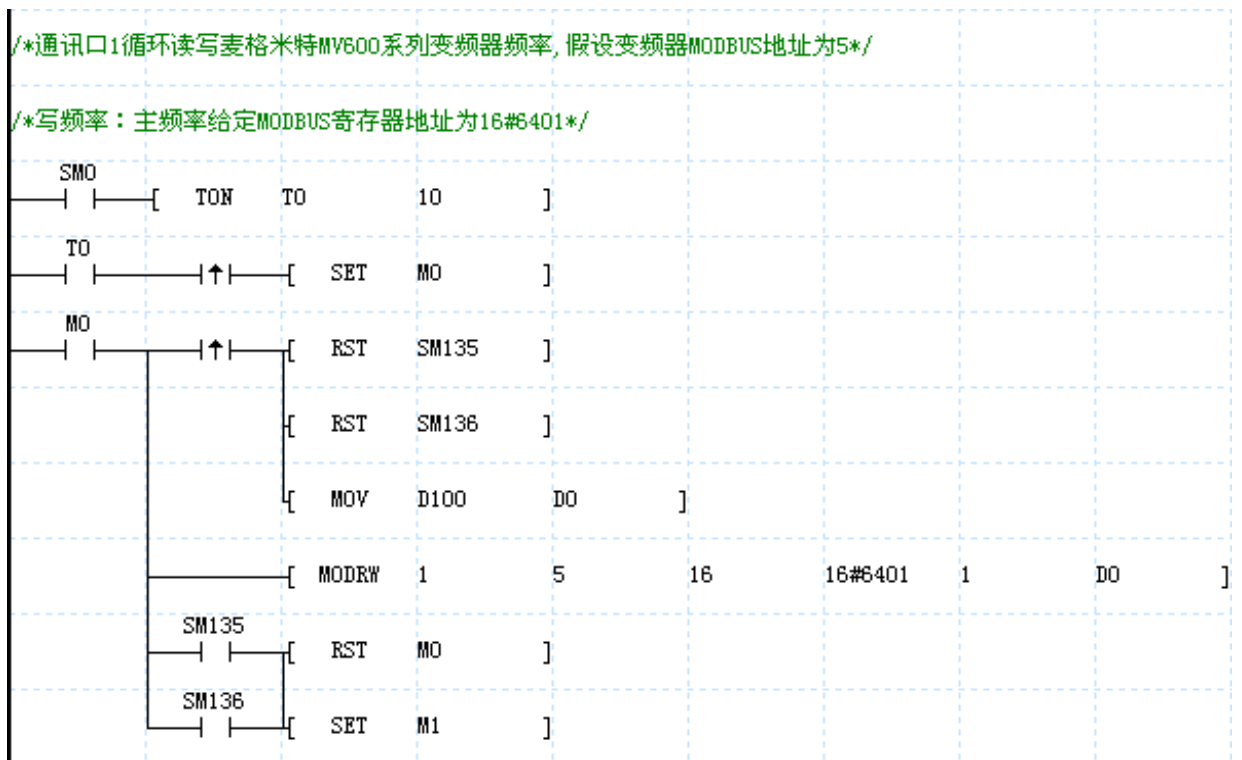 /*通讯口1循环读写麦格米特MV600系列变频器频率,假设变频器MODBUS地址为5*/
/*写频率：主频率给定MODBUS寄存器地址为16#6401*/
SM0
[ TON T0 10 ]
T0
[ SET M0 ]
M0
[ RST SM135 ]
[ RST SM136 ]
[ MOV D100 D0 ]
[ MODRW 1 5 16 16#6401 1 D0 ]
SM135
[ RST M0 ]
SM136
[ SET M1 ]